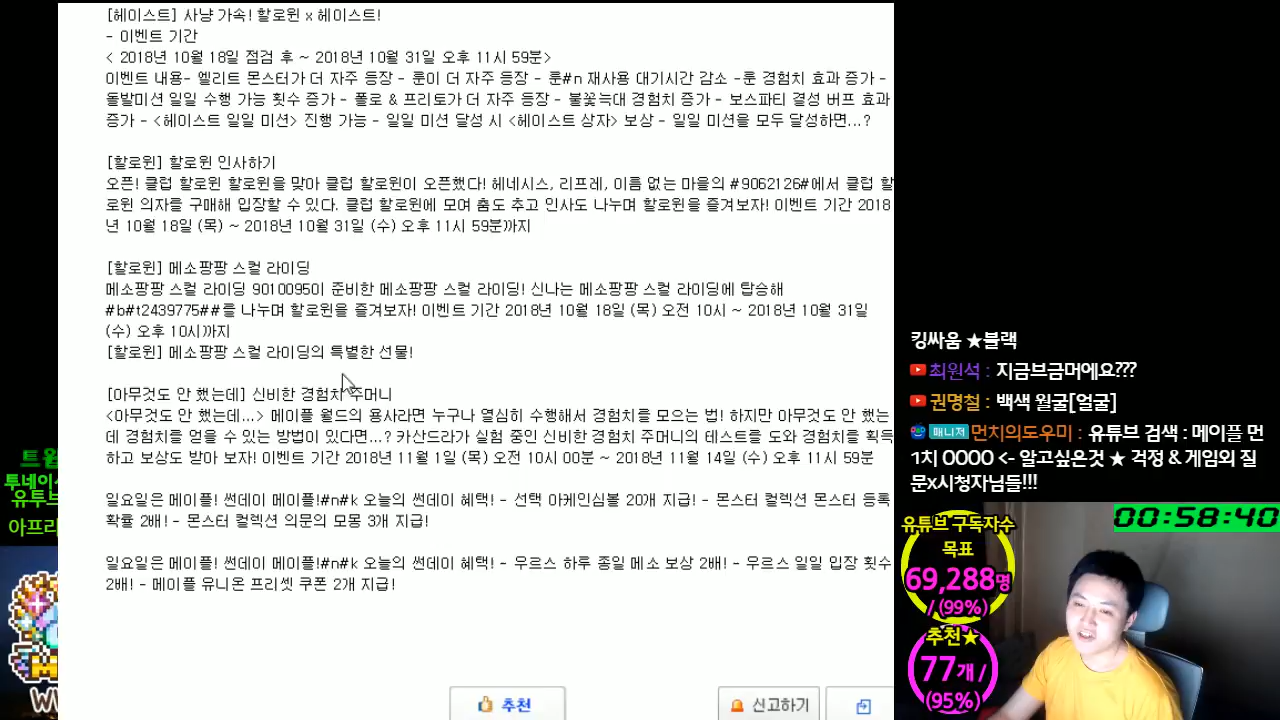 [헤이스트] 사냥 가속! 할로윈 x 헤이스트!
- 이벤트 기간
< 2018년 10월 18일 점검 후 ~ 2018년 10월 31일 오후 11시 59분>
이벤트 내용- 엘리트 몬스터가 더 자주 등장 - 룬이 더 자주 등장 - 룬#n 재사용 대기시간 감소 -룬 경험치 효과 증가 -
돌발미션 일일 수행 가능 횟수 증가 - 폴로 & 프리토가 더 자주 등장 - 불꽃늑대 경험치 증가 - 보스파티 결성 버프 효과
증가 - <헤이스트 일일 미션> 진행 가능 - 일일 미션 달성 시 <헤이스트 상자> 보상 - 일일 미션을 모두 달성하면...?
[할로윈] 할로윈 인사하기
오픈! 클럽 할로윈 할로윈을 맞아 클럽 할로윈이 오픈했다! 헤네시스, 리프레, 이름 없는 마을의 #9062126#에서 클럽 할
로윈 의자를 구매해 입장할 수 있다. 클럽 할로윈에 모여 춤도 추고 인사도 나누며 할로윈을 즐겨보자! 이벤트 기간 2018
년 10월 18일 (목) ~ 2018년 10월 31일 (수) 오후 11시 59분까지
[할로윈] 메소팡팡 스컬 라이딩
메소팡팡 스컬 라이딩 9010095이 준비한 메소팡팡 스컬 라이딩! 신나는 메소팡팡 스컬 라이딩에 탑승해
#b#t2439775##를 나누며 할로윈을 즐겨보자! 이벤트 기간 2018년 10월 18일 (목) 오전 10시 ~ 2018년 10월 31일
(수) 오후 10시까지
[할로윈] 메소팡팡 스컬 라이딩의 특별한 선물!
[아무것도 안 했는데] 신비한 경험치 주머니
<아무것도 안 했는데...> 메이플 월드의 용사라면 누구나 열심히 수행해서 경험치를 모으는 법! 하지만 아무것도 안 했는
데 경험치를 얻을 수 있는 방법이 있다면...? 카산드라가 실험 중인 신비한 경험치 주머니의 테스트를 도와 경험치를 획득
하고 보상도 받아 보자! 이벤트 기간 2018년 11월 1일 (목) 오전 10시 00분 ~ 2018년 11월 14일 (수) 오후 11시 59분
일요일은 메이플! 썬데이 메이플!#n#k 오늘의 썬데이 혜택! - 선택 아케인심볼 20개 지급! - 몬스터 컬렉션 몬스터 등록
확률 2배! - 몬스터 컬렉션 의문의 모몽 3개 지급!
일요일은 메이플! 썬데이 메이플!#n#k 오늘의 썬데이 혜택! - 우르스 하루 종일 메소 보상 2배! - 우르스 일일 입장 횟수
2배! - 메이플 유니온 프리셋 쿠폰 2개 지급!
추천
신고하기
트윕
투네이션
유튜브
아프리
M
W
킹싸움 ★블랙
최원석 : 지금브금머에요???
권명철 : 백색 월굴[얼굴]
매니저 먼치의도우미 : 유튜브 검색 : 메이플 먼
1치 OOOO <- 알고싶은것 ★ 걱정 & 게임외 질
문x시청자님들!!!
00:58:40
유튜브 구독자수
목표
69,288명
/ (99%)
추천★
77개 /
(95%)